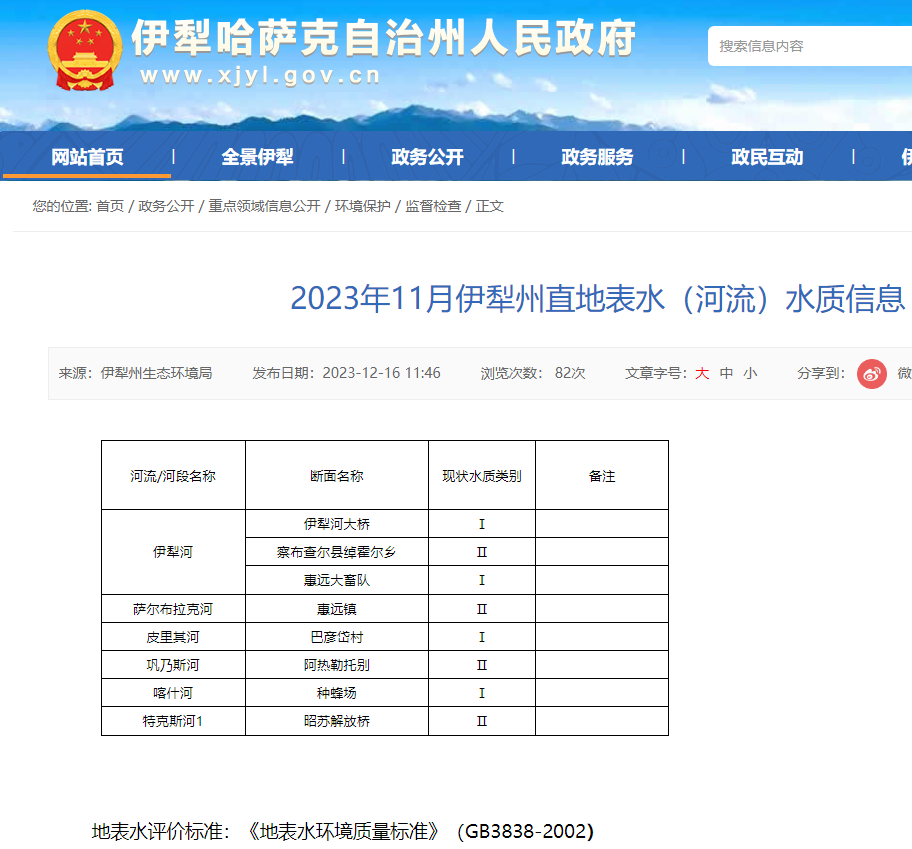 伊犁哈萨克自治州人民政府
www.xjyl.gov.cn
搜索信息内容
网站首页 | 全景伊犁 | 政务公开 | 政务服务 | 政民互动 |
您的位置: 首页 / 政务公开 / 重点领域信息公开 / 环境保护 / 监督检查 / 正文
2023年11月伊犁州直地表水（河流）水质信息
来源：伊犁州生态环境局 发布日期：2023-12-16 11:46 浏览次数： 82次 文章字号：大 中 小 分享到： 微
河流/河段名称 断面名称 现状水质类别 备注
伊犁河 伊犁河大桥 Ⅰ
察布查尔县绰霍尔乡 Ⅱ
惠远大畜队 Ⅰ
萨尔布拉克河 惠远镇 Ⅱ
皮里其河 巴彦岱村 Ⅰ
巩乃斯河 阿热勒托别 Ⅱ
喀什河 种蜂场 Ⅰ
特克斯河1 昭苏解放桥 Ⅱ
地表水评价标准：《地表水环境质量标准》（GB3838-2002)